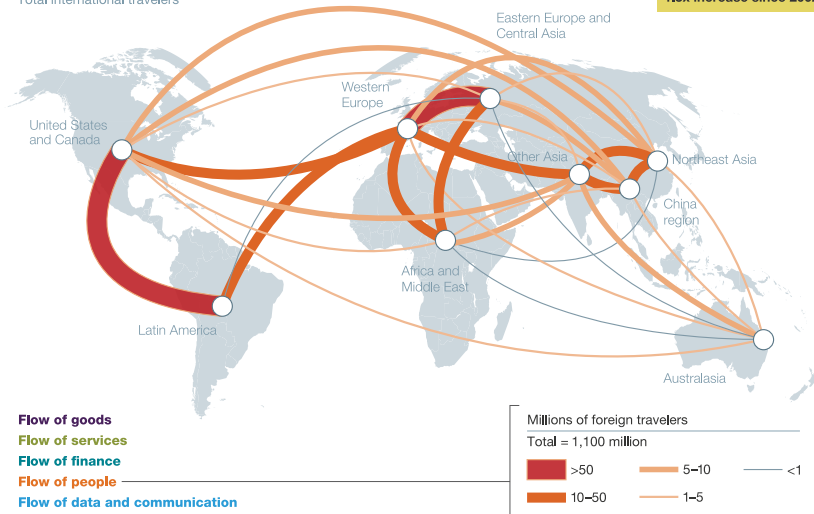 Total international travelers
Eastern Europe and
Central Asia
Western
Europe
United States
and Canada
Other Asia
Northeast Asia
China
region
Africa and
Middle East
Latin America
Australasia
Flow of goods
Flow of services
Flow of finance
Flow of people
Flow of data and communication
Millions of foreign travelers
Total = 1,100 million
>50
5–10
<1
10–50
1–5